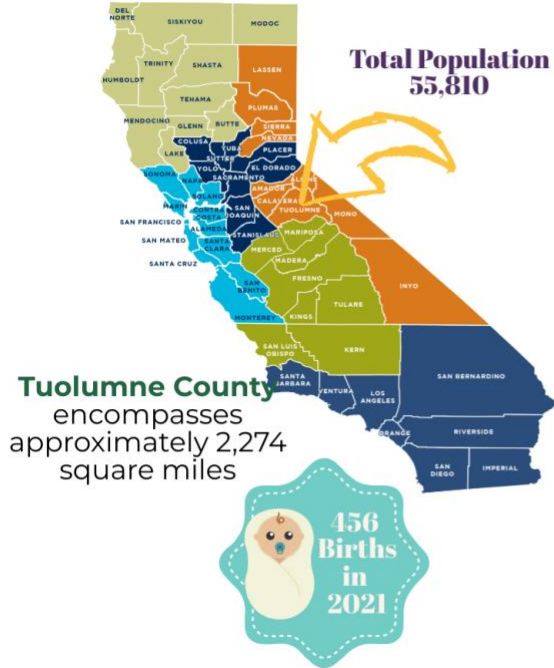 DEL
NORTE
SISKIYOU
MODOC
TRINITY
SHASTA
LASSEN
HUMBOLDT
TEHAMA
PLUMAS
MENDOCINO
GLENN
BUTTE
SIERRA
NEVADA
COLUSA
YUBA
PLACER
LAKE
SUTTER
YOLO
EL DORADO
SONOMA
NAPA
SACRAMENTO
ALPINE
AMADOR
SOLANO
CALAVERAS
MARIN
CONTRA
COSTA
SAN
JOAQUIN
TUOLUMNE
MONO
SAN FRANCISCO
ALAMEDA
STANISLAUS
MARIPOSA
SAN MATEO
SANTA
CLARA
MERCED
MADERA
SANTA CRUZ
FRESNO
SAN
BENITO
INYO
TULARE
MONTEREY
KINGS
SAN LUIS
OBISPO
KERN
SANTA
BARBARA
VENTURA
LOS
ANGELES
SAN BERNARDINO
ORANGE
RIVERSIDE
SAN
DIEGO
IMPERIAL
Total Population
55,810
Tuolumne County
encompasses
approximately 2,274
square miles
456
Births
in
2021